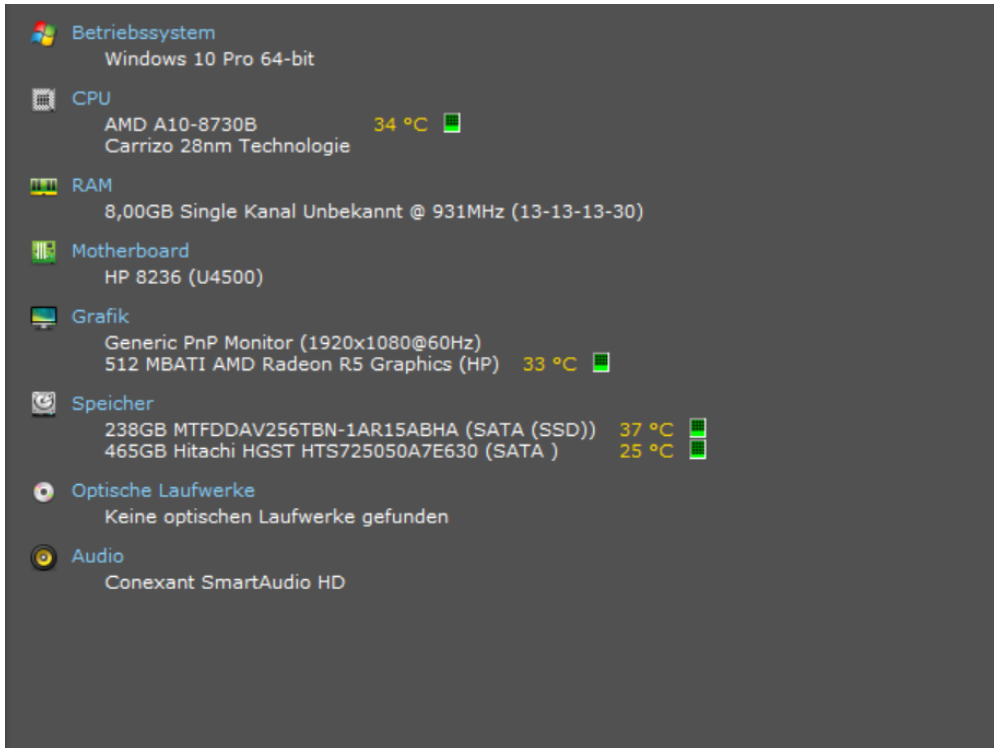 Betriebssystem
Windows 10 Pro 64-bit
CPU
AMD A10-8730B 34 °C
Carrizo 28nm Technologie
RAM
8,00GB Single Kanal Unbekannt @ 931MHz (13-13-13-30)
Motherboard
HP 8236 (U4500)
Grafik
Generic PnP Monitor (1920x1080@60Hz)
512 MBATI AMD Radeon R5 Graphics (HP) 33 °C
Speicher
238GB MTFDDAV256TBN-1AR15ABHA (SATA (SSD)) 37 °C
465GB Hitachi HGST HTS725050A7E630 (SATA ) 25 °C
Optische Laufwerke
Keine optischen Laufwerke gefunden
Audio
Conexant SmartAudio HD